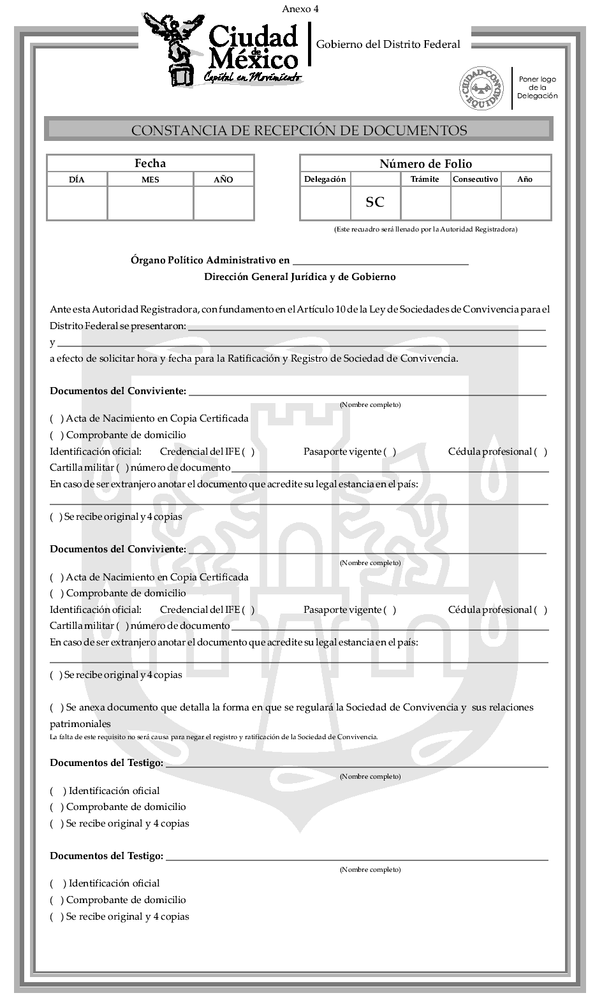 Anexo 4
Ciudad
de
México
Capital en Movimiento
Gobierno del Distrito Federal
CIUDAD CON EQUIDAD
Poner logo
de la
Delegación
CONSTANCIA DE RECEPCIÓN DE DOCUMENTOS
Fecha
DÍA MES AÑO
Número de Folio
Delegación Trámite Consecutivo Año
SC
(Este recuadro será llenado por la Autoridad Registradora)
Órgano Político Administrativo en
Dirección General Jurídica y de Gobierno
Ante esta Autoridad Registradora, con fundamento en el Artículo 10 de la Ley de Sociedades de Convivencia para el
Distrito Federal se presentaron:
y
a efecto de solicitar hora y fecha para la Ratificación y Registro de Sociedad de Convivencia.
Documentos del Conviviente:
(Nombre completo)
( ) Acta de Nacimiento en Copia Certificada
( ) Comprobante de domicilio
Identificación oficial: Credencial del IFE ( ) Pasaporte vigente ( ) Cédula profesional ( )
Cartilla militar ( ) número de documento
En caso de ser extranjero anotar el documento que acredite su legal estancia en el país:
( ) Se recibe original y 4 copias
Documentos del Conviviente:
(Nombre completo)
( ) Acta de Nacimiento en Copia Certificada
( ) Comprobante de domicilio
Identificación oficial: Credencial del IFE ( ) Pasaporte vigente ( ) Cédula profesional ( )
Cartilla militar ( ) número de documento
En caso de ser extranjero anotar el documento que acredite su legal estancia en el país:
( ) Se recibe original y 4 copias
( ) Se anexa documento que detalla la forma en que se regulará la Sociedad de Convivencia y sus relaciones
patrimoniales
La falta de este requisito no será causa para negar el registro y ratificación de la Sociedad de Convivencia.
Documentos del Testigo:
(Nombre completo)
( ) Identificación oficial
( ) Comprobante de domicilio
( ) Se recibe original y 4 copias
Documentos del Testigo:
(Nombre completo)
( ) Identificación oficial
( ) Comprobante de domicilio
( ) Se recibe original y 4 copias